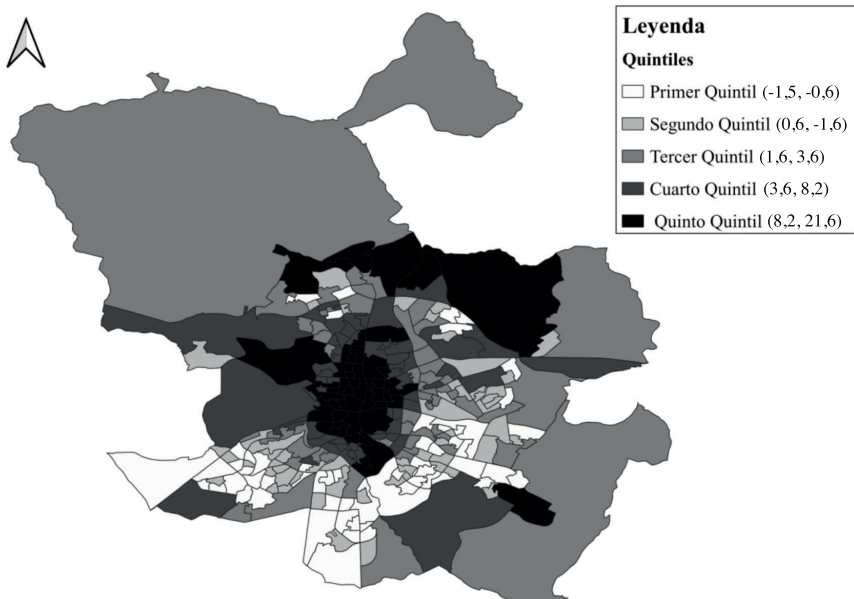 Leyenda
Quintiles
Primer Quintil (-1,5, -0,6)
Segundo Quintil (0,6, -1,6)
Tercer Quintil (1,6, 3,6)
Cuarto Quintil (3,6, 8,2)
Quinto Quintil (8,2, 21,6)